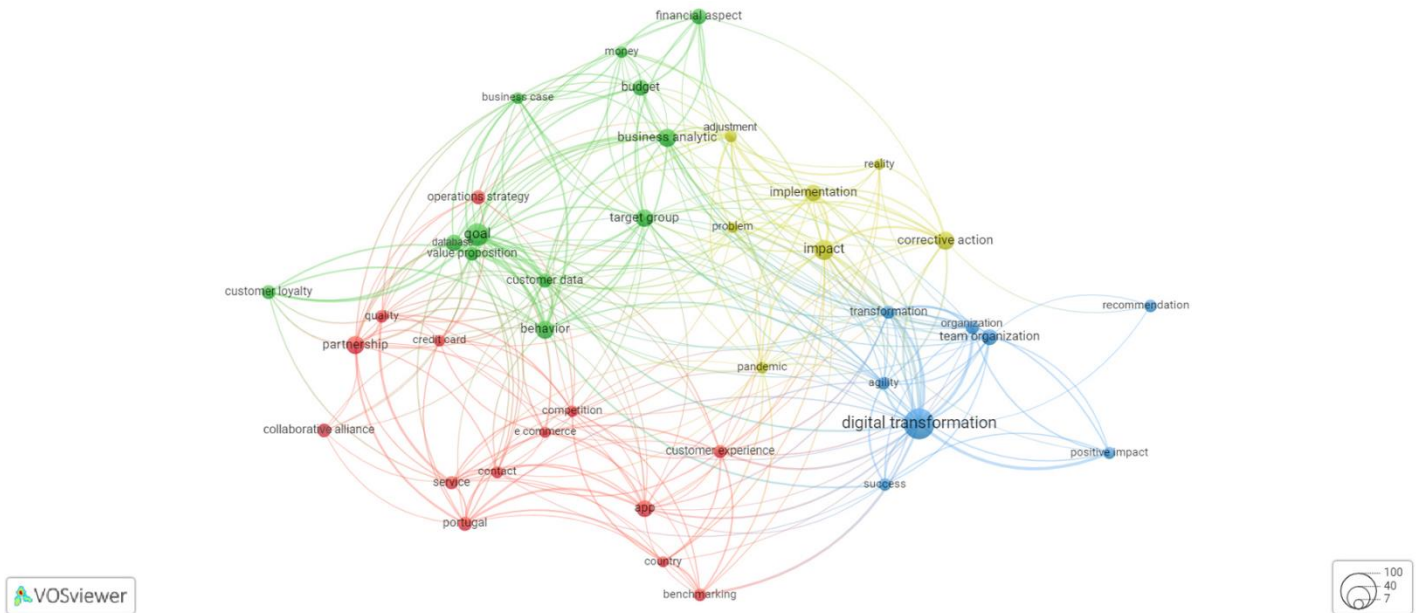 financial aspect
money
budget
business case
adjustment
business analytic
reality
implementation
operations strategy
target group
problem
goal
database
corrective action
impact
value proposition
customer data
customer loyalty
recommendation
transformation
quality
organization
behavior
team organization
credit card
partnership
pandemic
agility
competition
digital transformation
collaborative alliance
e commerce
customer experience
positive impact
contact
service
success
app
portugal
country
benchmarking
VOSviewer
100
40
7